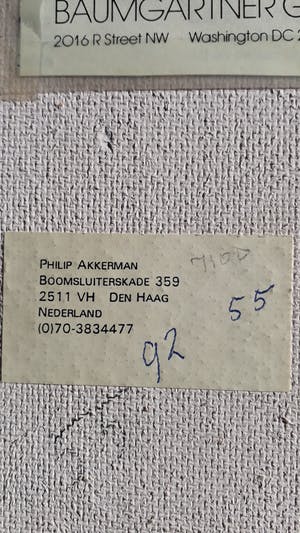 BAUMGARTNER G
2016 R Street NW Washington DC 2
PHILIP AKKERMAN
BOOMSLUITERSKADE 359
2511 VH DEN HAAG
NEDERLAND
(0)70-3834477
55
92